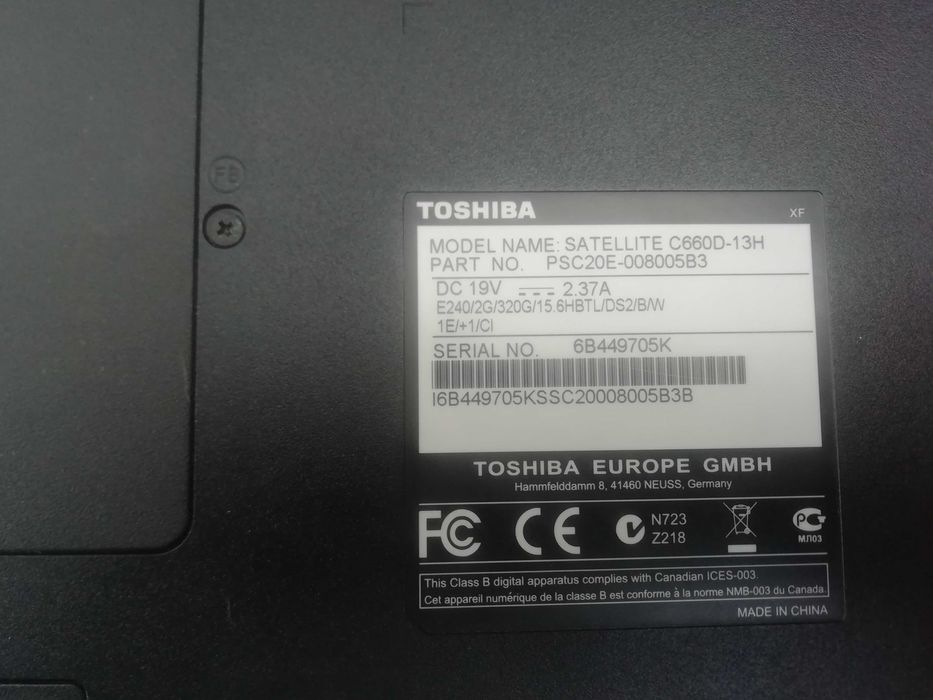 F8
TOSHIBA
XF
MODEL NAME: SATELLITE C660D-13H
PART NO. PSC20E-008005B3
DC 19V 2.37A
E240/2G/320G/15.6HBTL/DS2/B/W
1E/+1/CI
SERIAL NO. 6B449705K
I6B449705KSSC20008005B3B
TOSHIBA EUROPE GMBH
Hammfelddamm 8, 41460 NEUSS, Germany
FC CE N723
Z218
PC
МЛ03
This Class B digital apparatus complies with Canadian ICES-003.
Cet appareil numérique de la classe B est conforme à la norme NMB-003 du Canada.
MADE IN CHINA